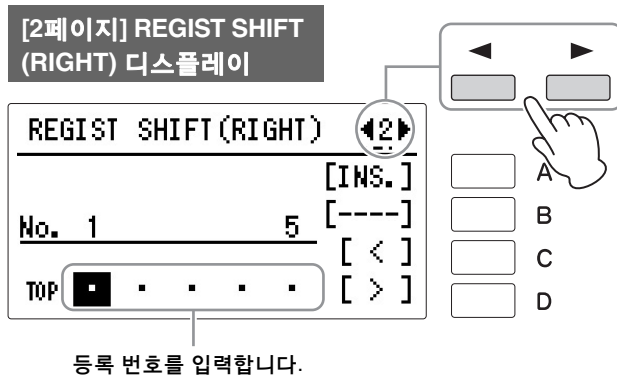 [2페이지] REGIST SHIFT
(RIGHT) 디스플레이
REGIST SHIFT(RIGHT) 2
[INS.]
[----]
No. 1 5
[ < ]
TOP
[ > ]
A
B
C
D
등록 번호를 입력합니다.